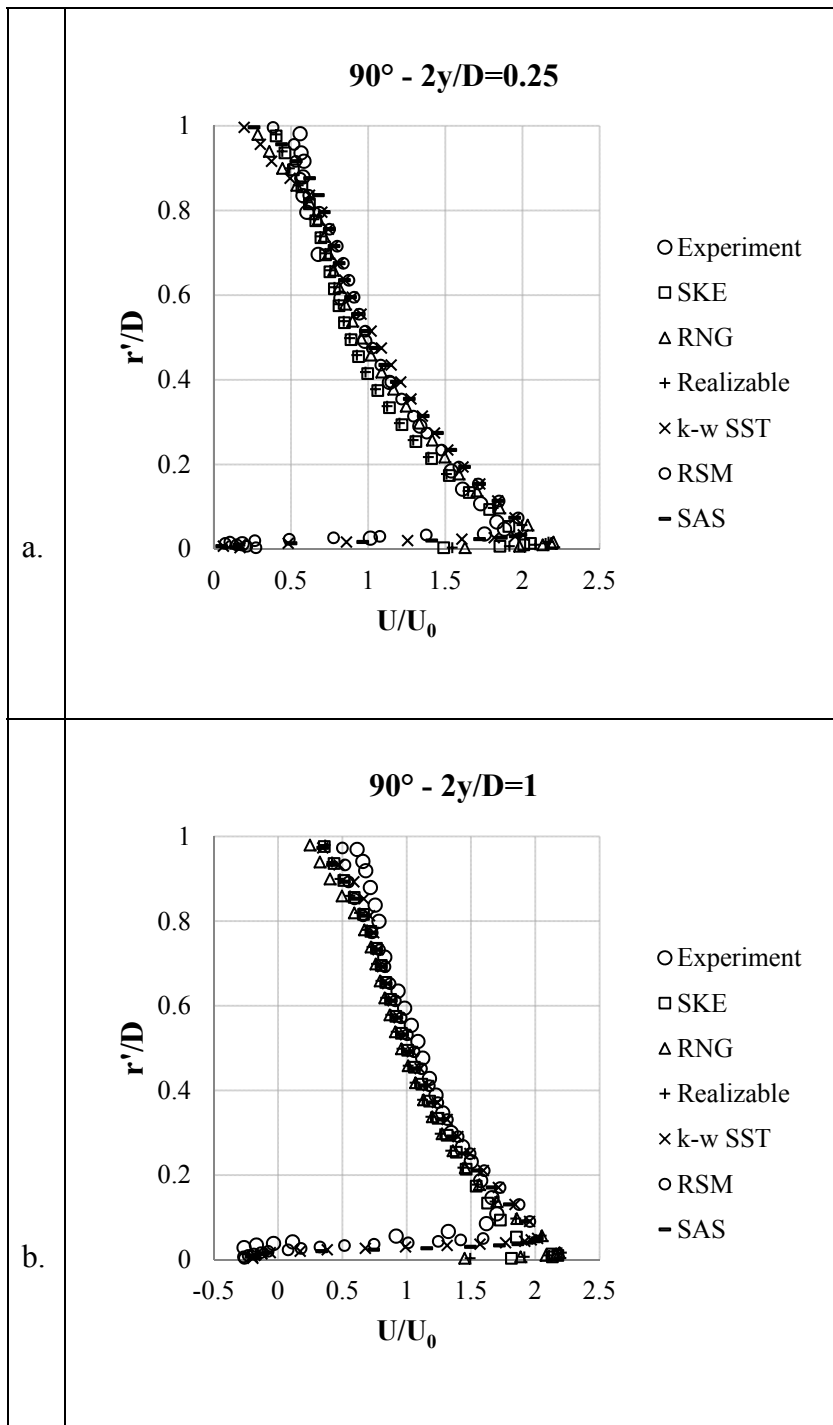 a.
90° - 2y/D=0.25
1
0.8
0.6
0.4
0.2
0
r'/D
0 0.5 1 1.5 2 2.5
U/U₀
Experiment
SKE
RNG
Realizable
k-w SST
RSM
SAS
b.
90° - 2y/D=1
1
0.8
0.6
0.4
0.2
0
r'/D
-0.5 0 0.5 1 1.5 2 2.5
U/U₀
Experiment
SKE
RNG
Realizable
k-w SST
RSM
SAS